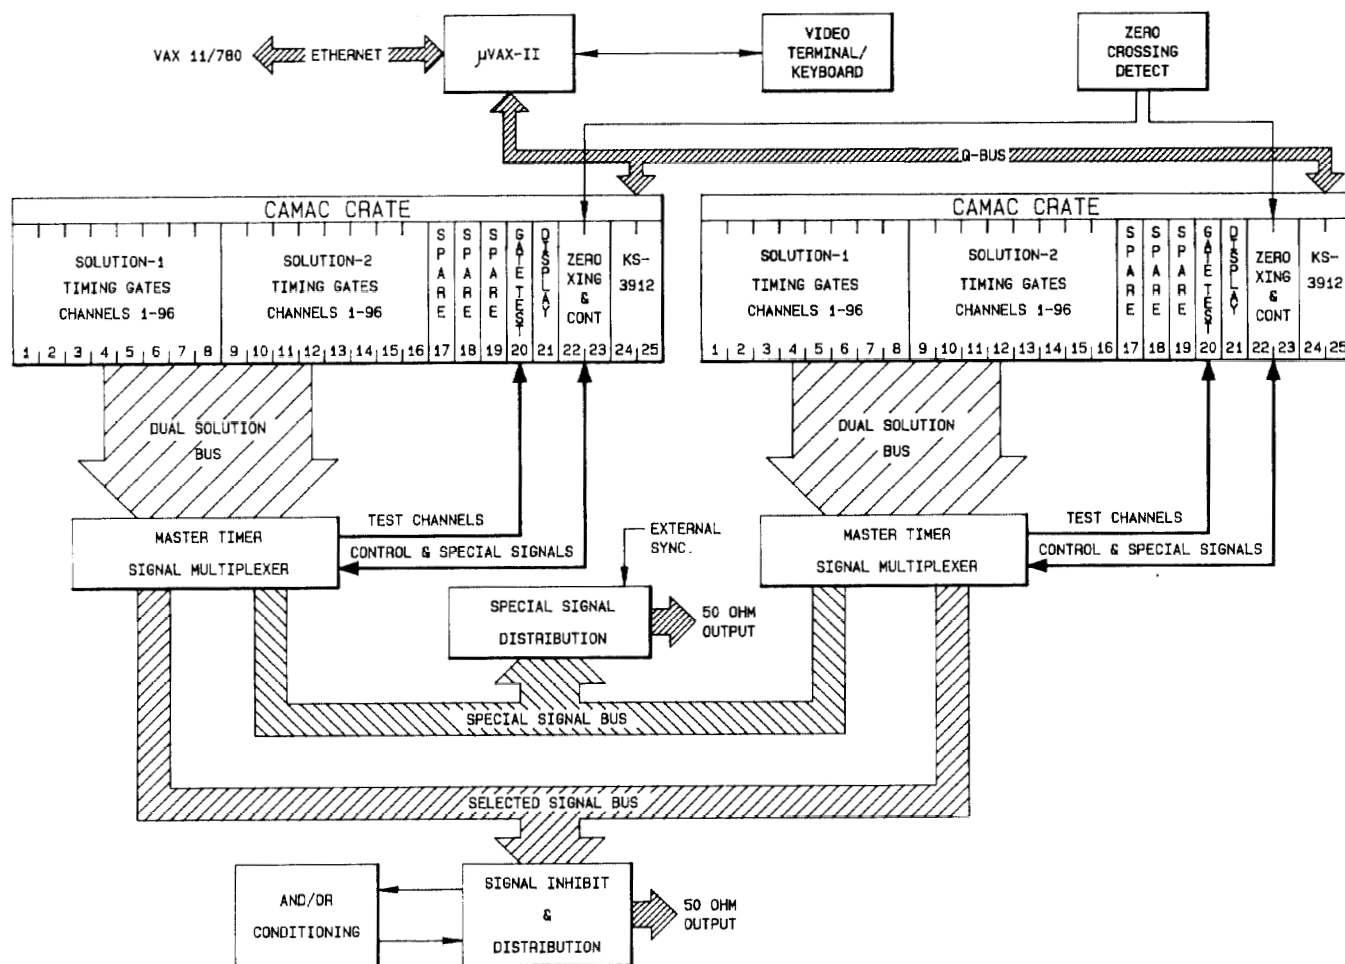 VAX 11/780
ETHERNET
µVAX-II
VIDEO
TERMINAL/
KEYBOARD
ZERO
CROSSING
DETECT
Q-BUS
CAMAC CRATE
SOLUTION-1
TIMING GATES
CHANNELS 1-96
SOLUTION-2
TIMING GATES
CHANNELS 1-96
SPARE
SPARE
SPARE
GATE TEST
DISPLAY
ZERO
XING
&
CONT
KS-
3912
1 2 3 4 5 6 7 8 9 10 11 12 13 14 15 16 17 18 19 20 21 22 23 24 25
CAMAC CRATE
SOLUTION-1
TIMING GATES
CHANNELS 1-96
SOLUTION-2
TIMING GATES
CHANNELS 1-96
SPARE
SPARE
SPARE
GATE TEST
DISPLAY
ZERO
XING
&
CONT
KS-
3912
1 2 3 4 5 6 7 8 9 10 11 12 13 14 15 16 17 18 19 20 21 22 23 24 25
DUAL SOLUTION
BUS
DUAL SOLUTION
BUS
MASTER TIMER
SIGNAL MULTIPLEXER
TEST CHANNELS
CONTROL & SPECIAL SIGNALS
EXTERNAL
SYNC.
MASTER TIMER
SIGNAL MULTIPLEXER
TEST CHANNELS
CONTROL & SPECIAL SIGNALS
SPECIAL SIGNAL
DISTRIBUTION
50 OHM
OUTPUT
SPECIAL SIGNAL BUS
SELECTED SIGNAL BUS
AND/OR
CONDITIONING
SIGNAL INHIBIT
&
DISTRIBUTION
50 OHM
OUTPUT